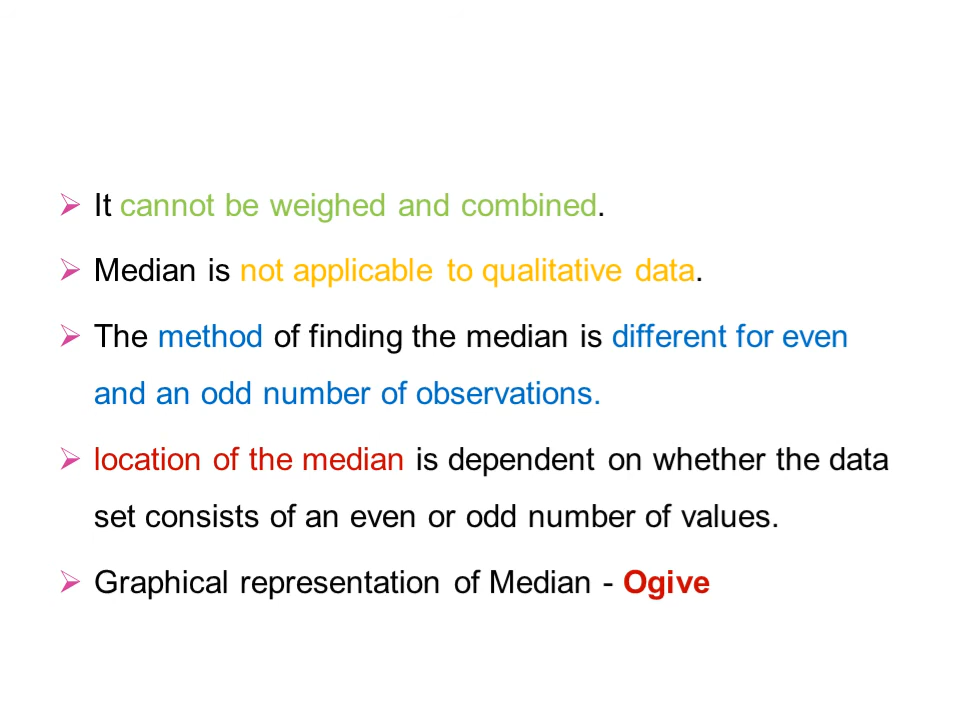 ➢ It cannot be weighed and combined.
➢ Median is not applicable to qualitative data.
➢ The method of finding the median is different for even
and an odd number of observations.
➢ location of the median is dependent on whether the data
set consists of an even or odd number of values.
➢ Graphical representation of Median - Ogive